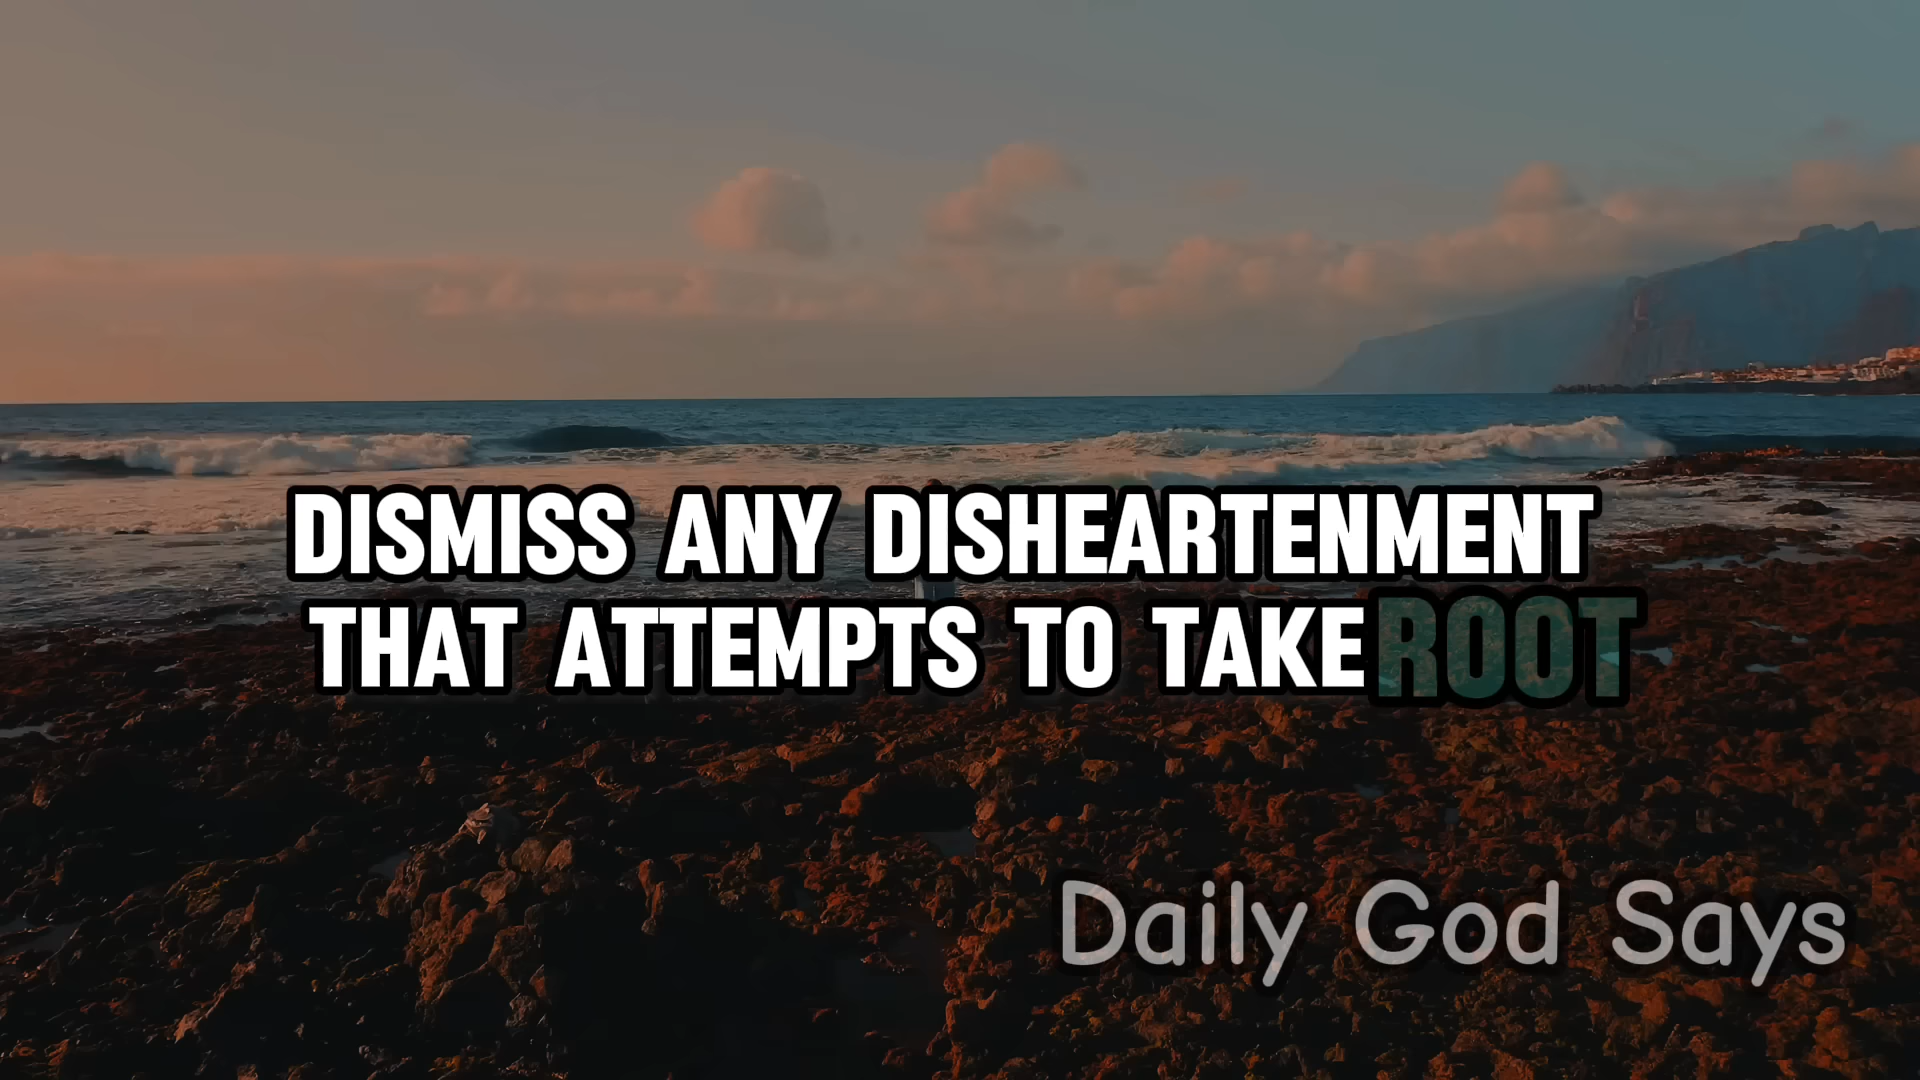 DISMISS ANY DISHEARTENMENT
THAT ATTEMPTS TO TAKE ROOT
Daily God Says